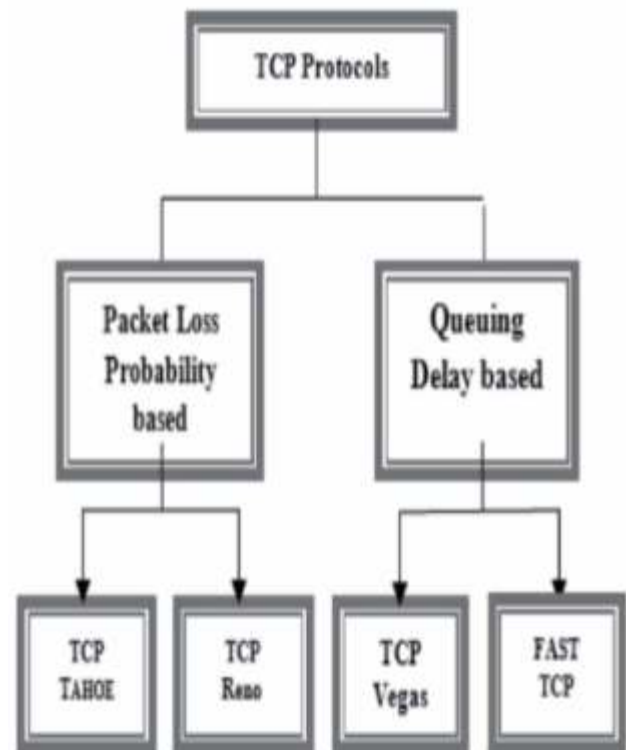 TCP Protocols
Packet Loss
Probability
based
Queuing
Delay based
TCP
TAHOE
TCP
Reno
TCP
Vegas
FAST
TCP